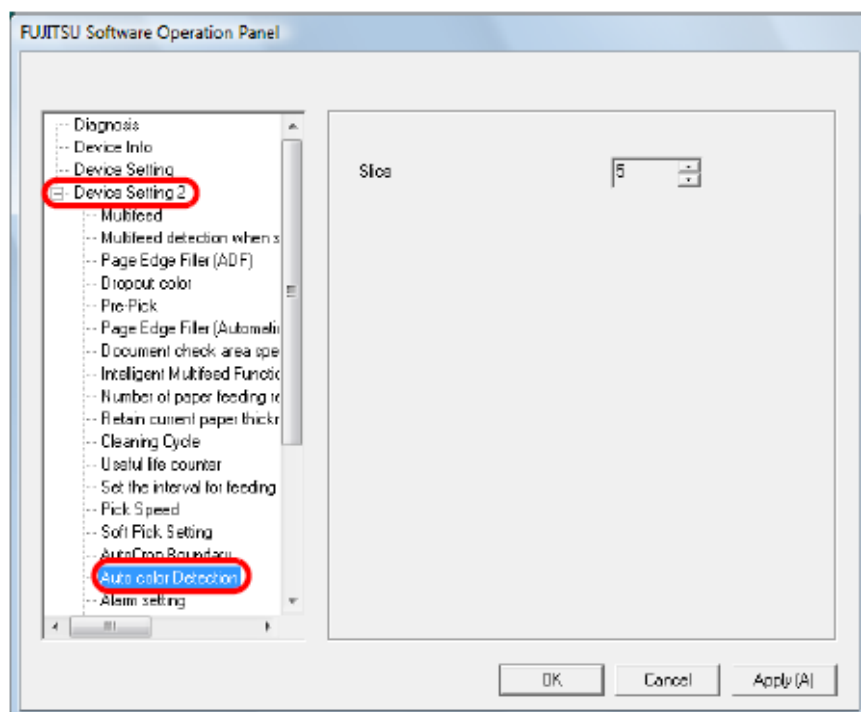 FUJITSU Software Operation Panel
Diagnosis
Device Info
Device Setting
Device Setting 2
Multifeed
Multifeed detection when s
Page Edge Filler (ADF)
Dropout color
Pre-Pick
Page Edge Filler (Automatic
Document check area spe
Intelligent Multifeed Functic
Number of paper feeding re
Retain current paper thickr
Cleaning Cycle
Useful life counter
Set the interval for feeding
Pick Speed
Soft Pick Setting
AutoCrop Boundary
Auto color Detection
Alarm setting
Slice
5
OK
Cancel
Apply (A)